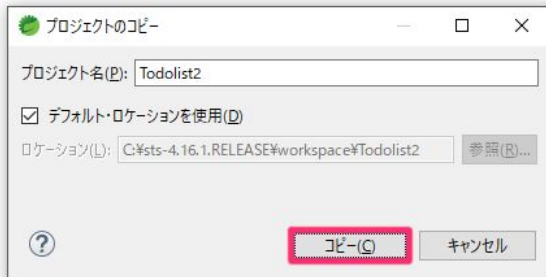 プロジェクトのコピー
プロジェクト名(P): Todolist2
デフォルト・ロケーションを使用(D)
ロケーション(L): C:¥sts-4.16.1.RELEASE¥workspace¥Todolist2 参照(R)...
コピー(C) キャンセル